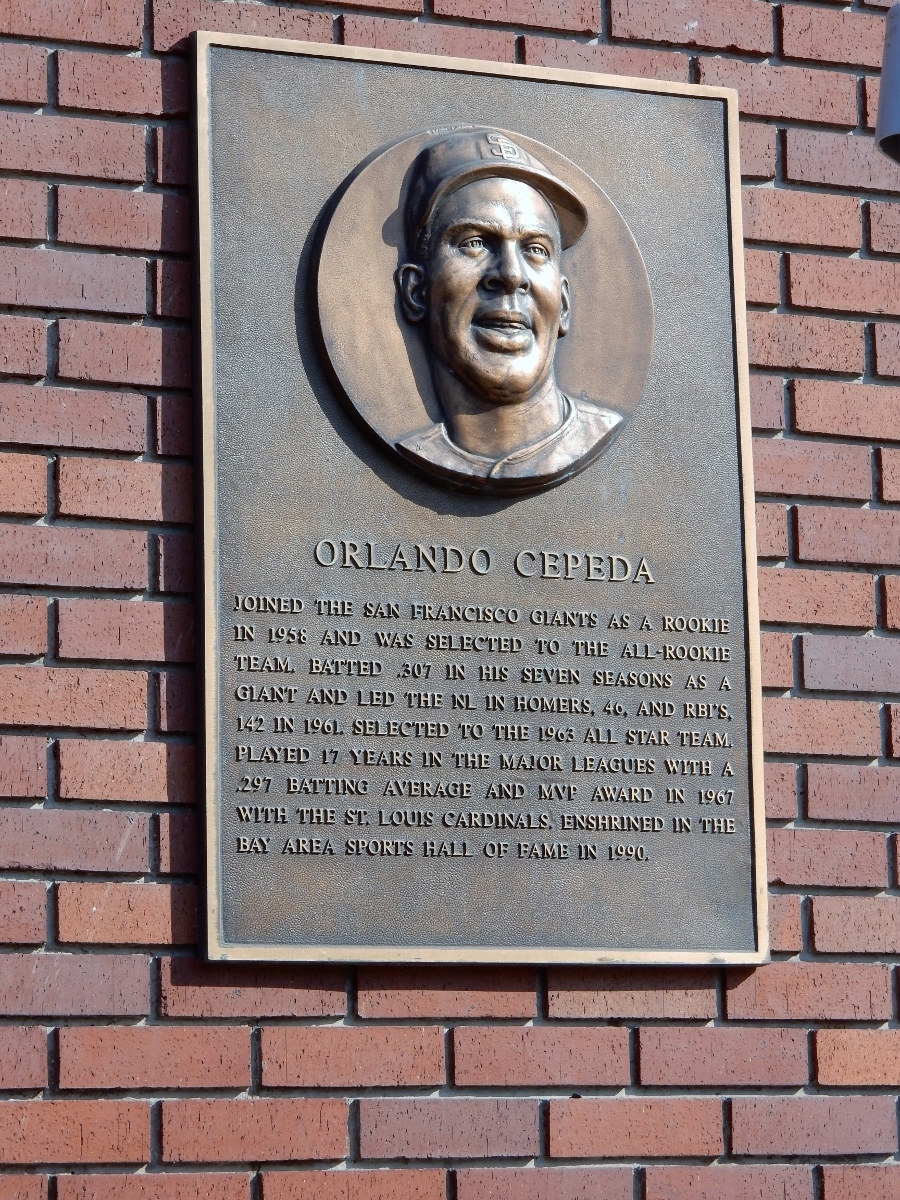 SF
ORLANDO CEPEDA
JOINED THE SAN FRANCISCO GIANTS AS A ROOKIE
IN 1958 AND WAS SELECTED TO THE ALL-ROOKIE
TEAM. BATTED .307 IN HIS SEVEN SEASONS AS A
GIANT AND LED THE NL IN HOMERS, 46, AND RBI'S,
142 IN 1961. SELECTED TO THE 1963 ALL STAR TEAM.
PLAYED 17 YEARS IN THE MAJOR LEAGUES WITH A
.297 BATTING AVERAGE AND MVP AWARD IN 1967
WITH THE ST. LOUIS CARDINALS. ENSHRINED IN THE
BAY AREA SPORTS HALL OF FAME IN 1990.